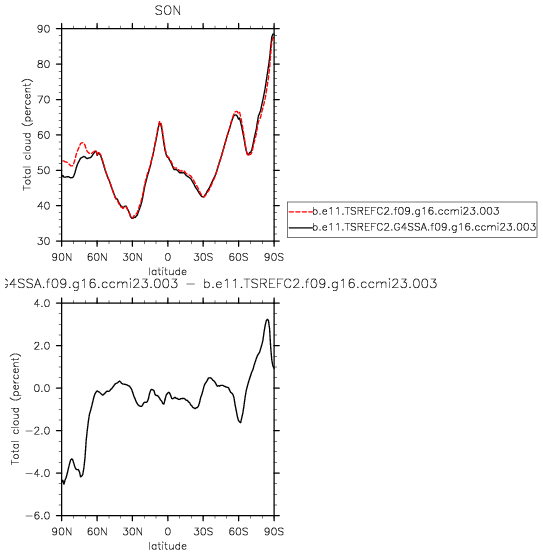 SON
90
80
70
60
50
40
30
Total cloud (percent)
90N 60N 30N 0 30S 60S 90S
latitude
b.e11.TSREFC2.f09.g16.ccmi23.003
b.e11.TSREFC2.G4SSA.f09.g16.ccmi23.003
G4SSA.f09.g16.ccmi23.003 − b.e11.TSREFC2.f09.g16.ccmi23.003
4.0
2.0
0.0
−2.0
−4.0
−6.0
Total cloud (percent)
90N 60N 30N 0 30S 60S 90S
latitude